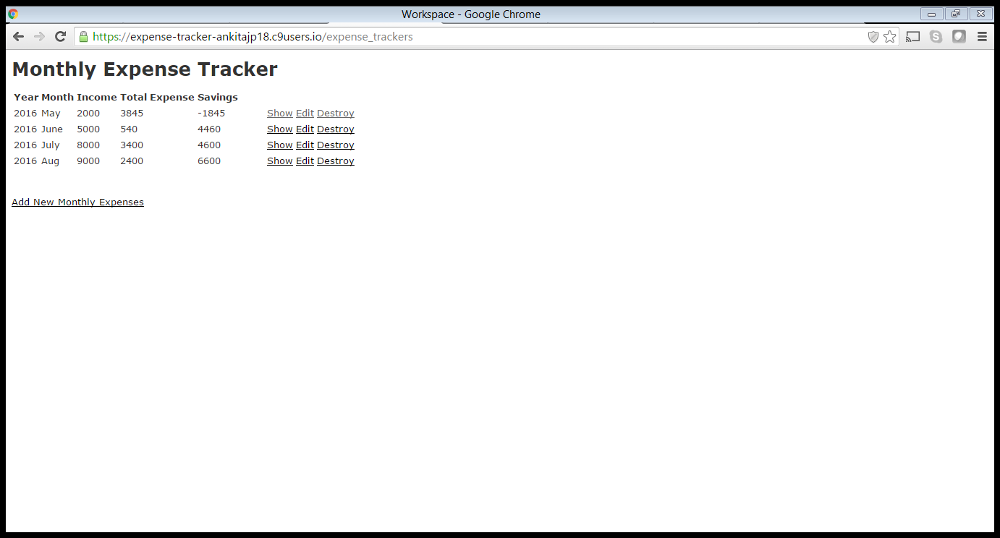 Workspace - Google Chrome
https://expense-tracker-ankitajp18.c9users.io/expense_trackers
Monthly Expense Tracker
Year Month Income Total Expense Savings
2016 May 2000 3845 -1845 Show Edit Destroy
2016 June 5000 540 4460 Show Edit Destroy
2016 July 8000 3400 4600 Show Edit Destroy
2016 Aug 9000 2400 6600 Show Edit Destroy
Add New Monthly Expenses